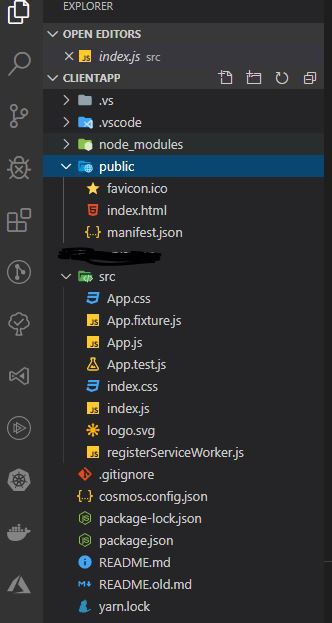 EXPLORER
OPEN EDITORS
index.js src
CLIENTAPP
.vs
.vscode
node_modules
public
favicon.ico
index.html
manifest.json
src
App.css
App.fixture.js
App.js
App.test.js
index.css
index.js
logo.svg
registerServiceWorker.js
.gitignore
cosmos.config.json
package-lock.json
package.json
README.md
README.old.md
yarn.lock